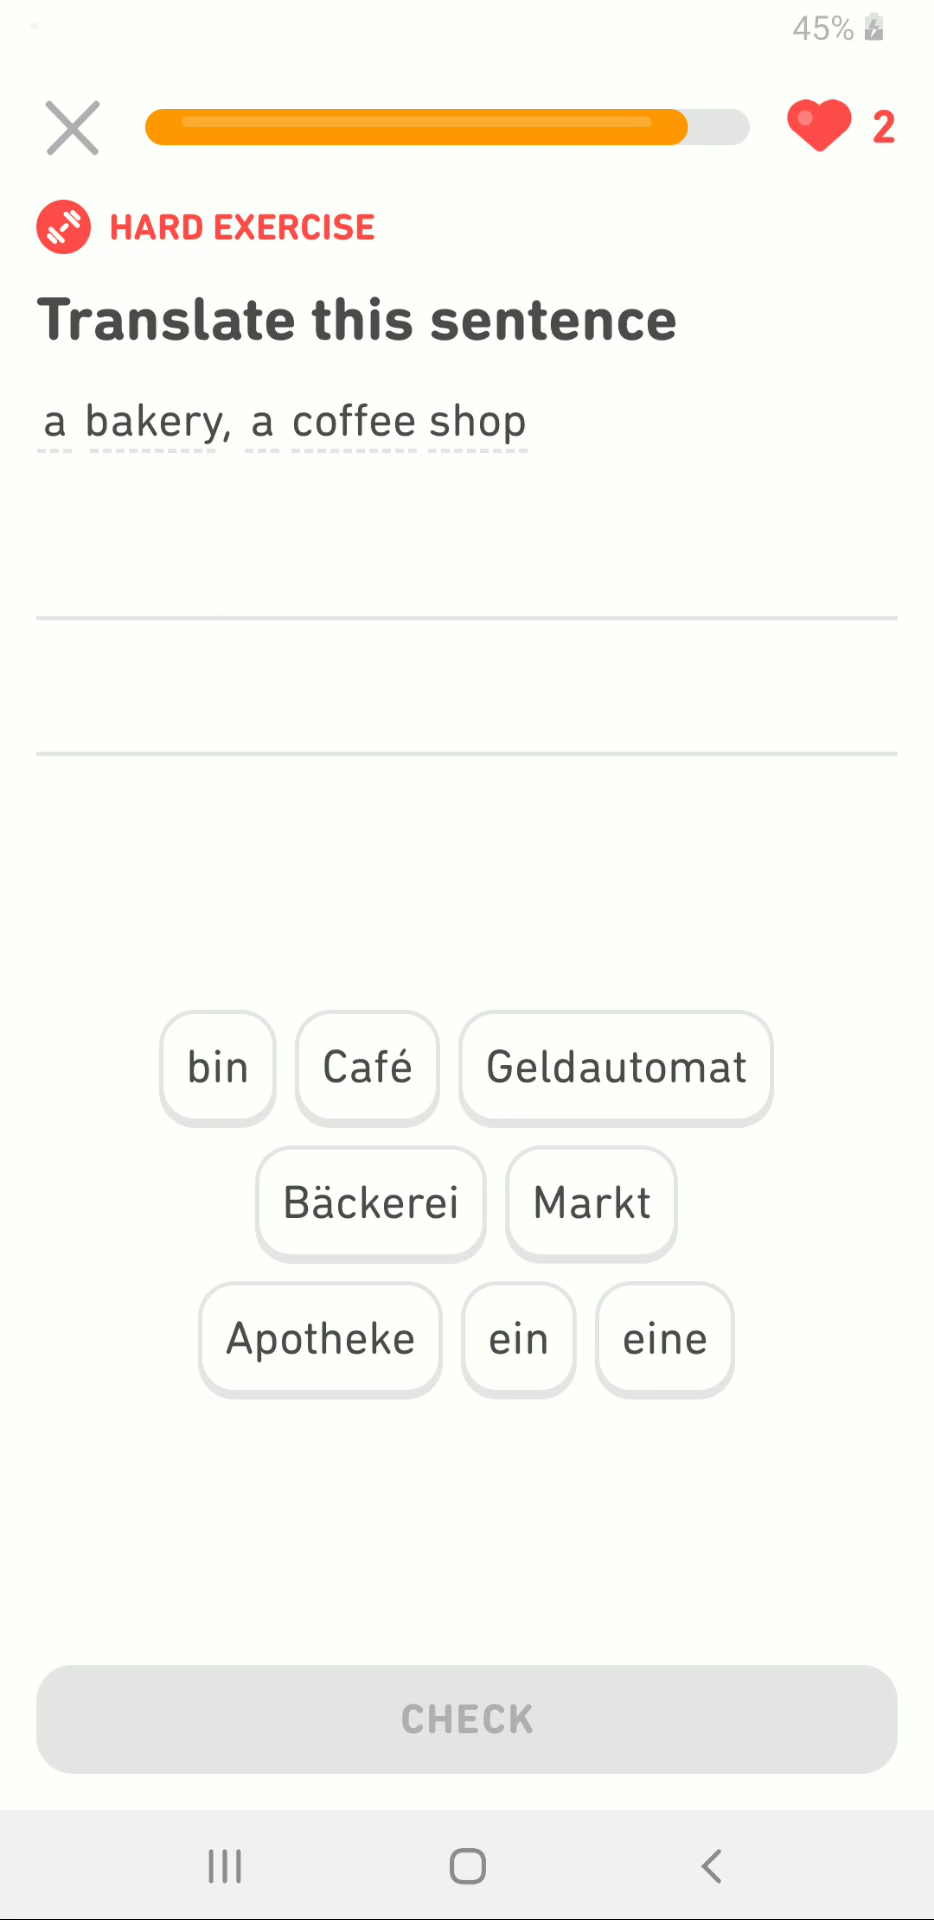 45%
2
HARD EXERCISE
Translate this sentence
a bakery, a coffee shop
bin Café Geldautomat
Bäckerei Markt
Apotheke ein eine
CHECK